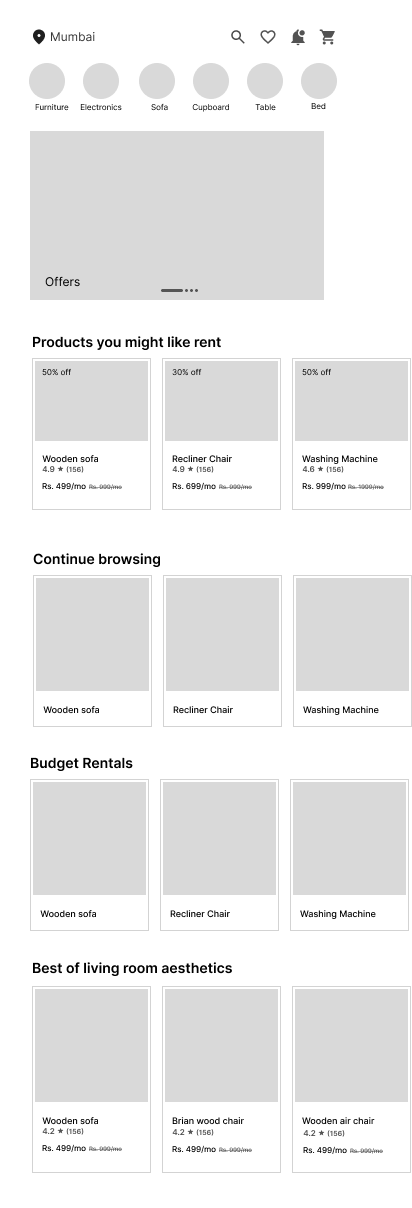 Mumbai
Furniture Electronics Sofa Cupboard Table Bed
Offers
Products you might like rent
50% off 30% off 50% off
Wooden sofa Recliner Chair Washing Machine
4.9 ★ (156) 4.9 ★ (156) 4.6 ★ (156)
Rs. 499/mo Rs. 999/mo Rs. 699/mo Rs. 999/mo Rs. 999/mo Rs. 1999/mo
Continue browsing
Wooden sofa Recliner Chair Washing Machine
Budget Rentals
Wooden sofa Recliner Chair Washing Machine
Best of living room aesthetics
Wooden sofa Brian wood chair Wooden air chair
4.2 ★ (156) 4.2 ★ (156) 4.2 ★ (156)
Rs. 499/mo Rs. 999/mo Rs. 499/mo Rs. 999/mo Rs. 499/mo Rs. 999/mo